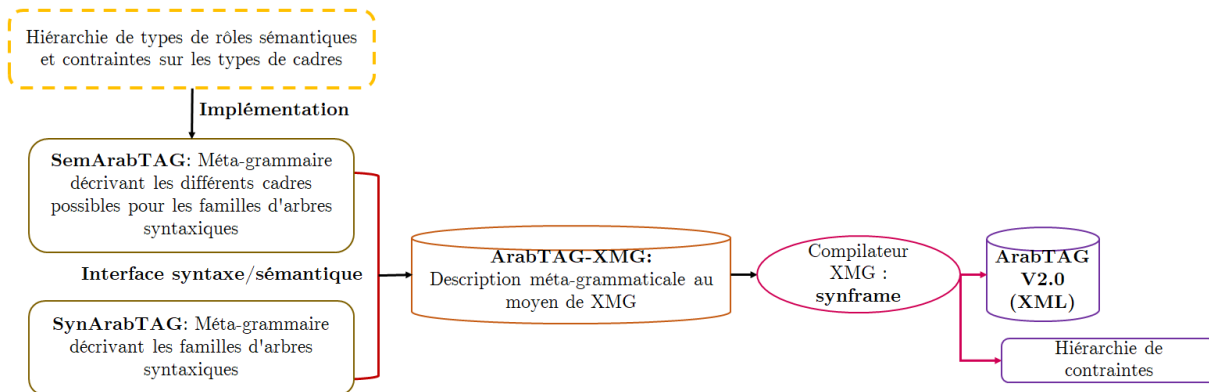 Hiérarchie de types de rôles sémantiques
et contraintes sur les types de cadres
Implémentation
SemArabTAG: Méta-grammaire
décrivant les différents cadres
possibles pour les familles d'arbres
syntaxiques
Interface syntaxe/sémantique
SynArabTAG: Méta-grammaire
décrivant les familles d'arbres
syntaxiques
ArabTAG-XMG:
Description méta-grammaticale au
moyen de XMG
Compilateur
XMG :
synframe
ArabTAG
V2.0
(XML)
Hiérarchie de
contraintes